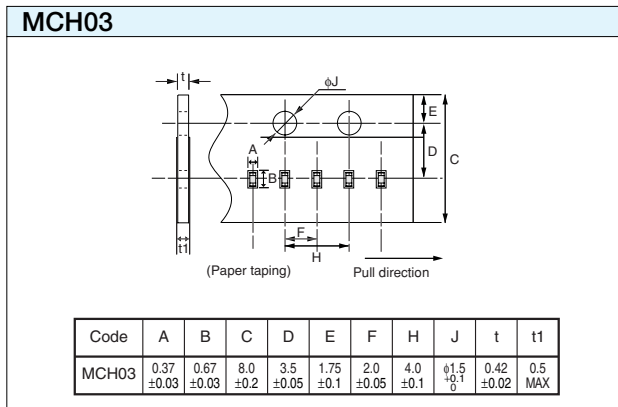 MCH03
t
φJ
E
A
D
B
C
F
H
t1
(Paper taping)
Pull direction
Code A B C D E F H J t t1
MCH03 0.37 ±0.03 0.67 ±0.03 8.0 ±0.2 3.5 ±0.05 1.75 ±0.1 2.0 ±0.05 4.0 ±0.1 φ1.5 +0.1 0 0.42 ±0.02 0.5 MAX